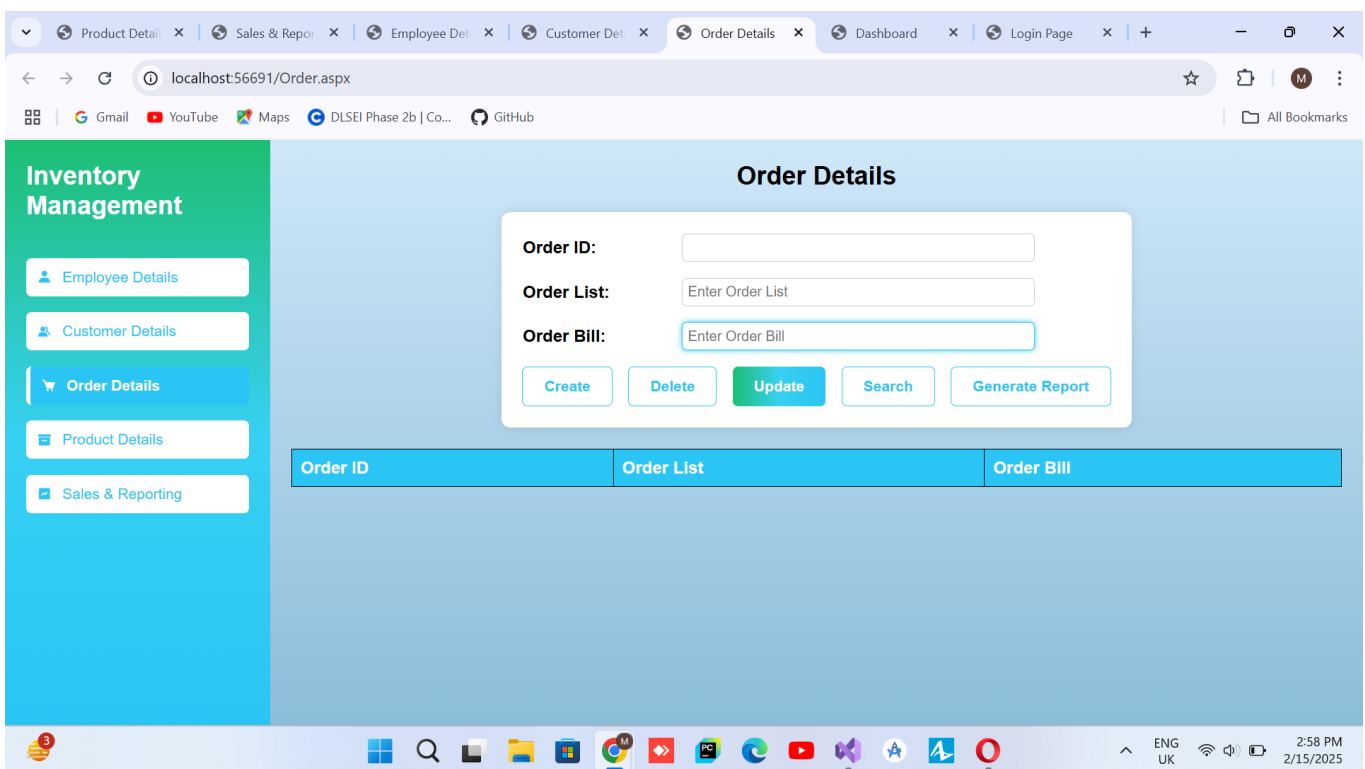 Product Detail
Sales & Repor
Employee Det
Customer Det
Order Details
Dashboard
Login Page
localhost:56691/Order.aspx
M
Gmail
YouTube
Maps
DLSEI Phase 2b | Co...
GitHub
All Bookmarks
Inventory
Management
Employee Details
Customer Details
Order Details
Product Details
Sales & Reporting
Order Details
Order ID:
Order List:
Enter Order List
Order Bill:
Enter Order Bill
Create
Delete
Update
Search
Generate Report
Order ID
Order List
Order Bill
3
M
PC
ENG
UK
2:58 PM
2/15/2025